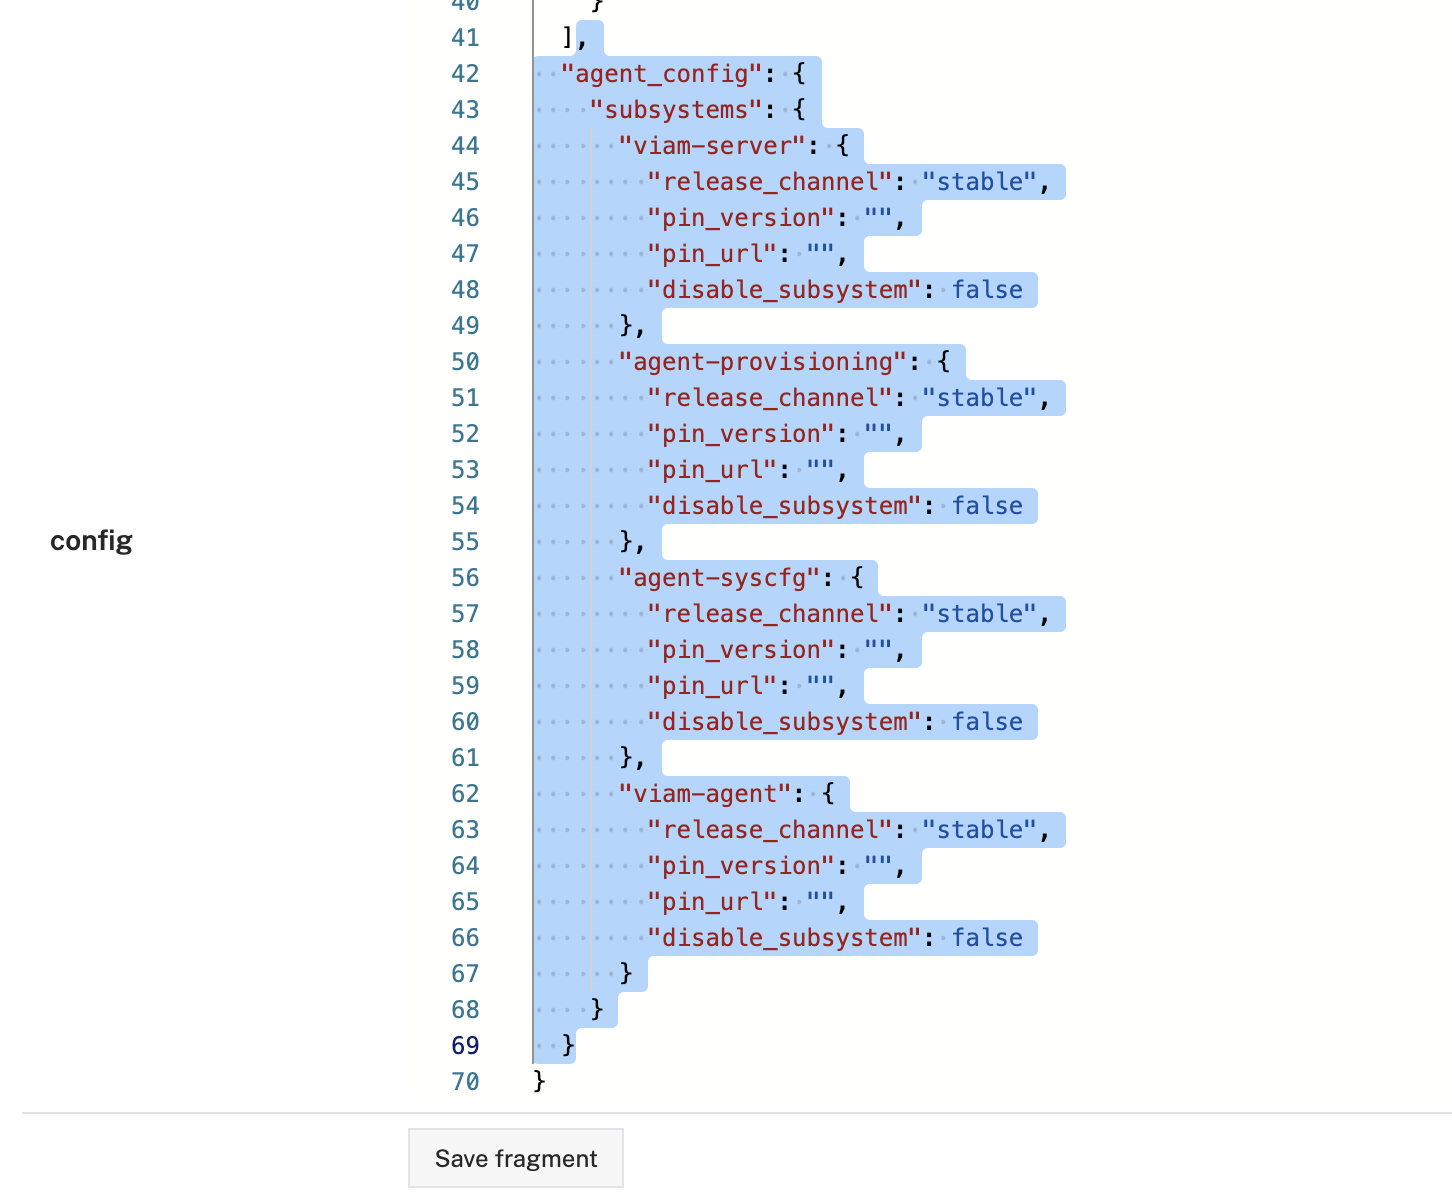 40 }
41 ],
42 "agent_config": {
43 "subsystems": {
44 "viam-server": {
45 "release_channel": "stable",
46 "pin_version": "",
47 "pin_url": "",
48 "disable_subsystem": false
49 },
50 "agent-provisioning": {
51 "release_channel": "stable",
52 "pin_version": "",
53 "pin_url": "",
54 "disable_subsystem": false
config
55 },
56 "agent-syscfg": {
57 "release_channel": "stable",
58 "pin_version": "",
59 "pin_url": "",
60 "disable_subsystem": false
61 },
62 "viam-agent": {
63 "release_channel": "stable",
64 "pin_version": "",
65 "pin_url": "",
66 "disable_subsystem": false
67 }
68 }
69 }
70 }
Save fragment